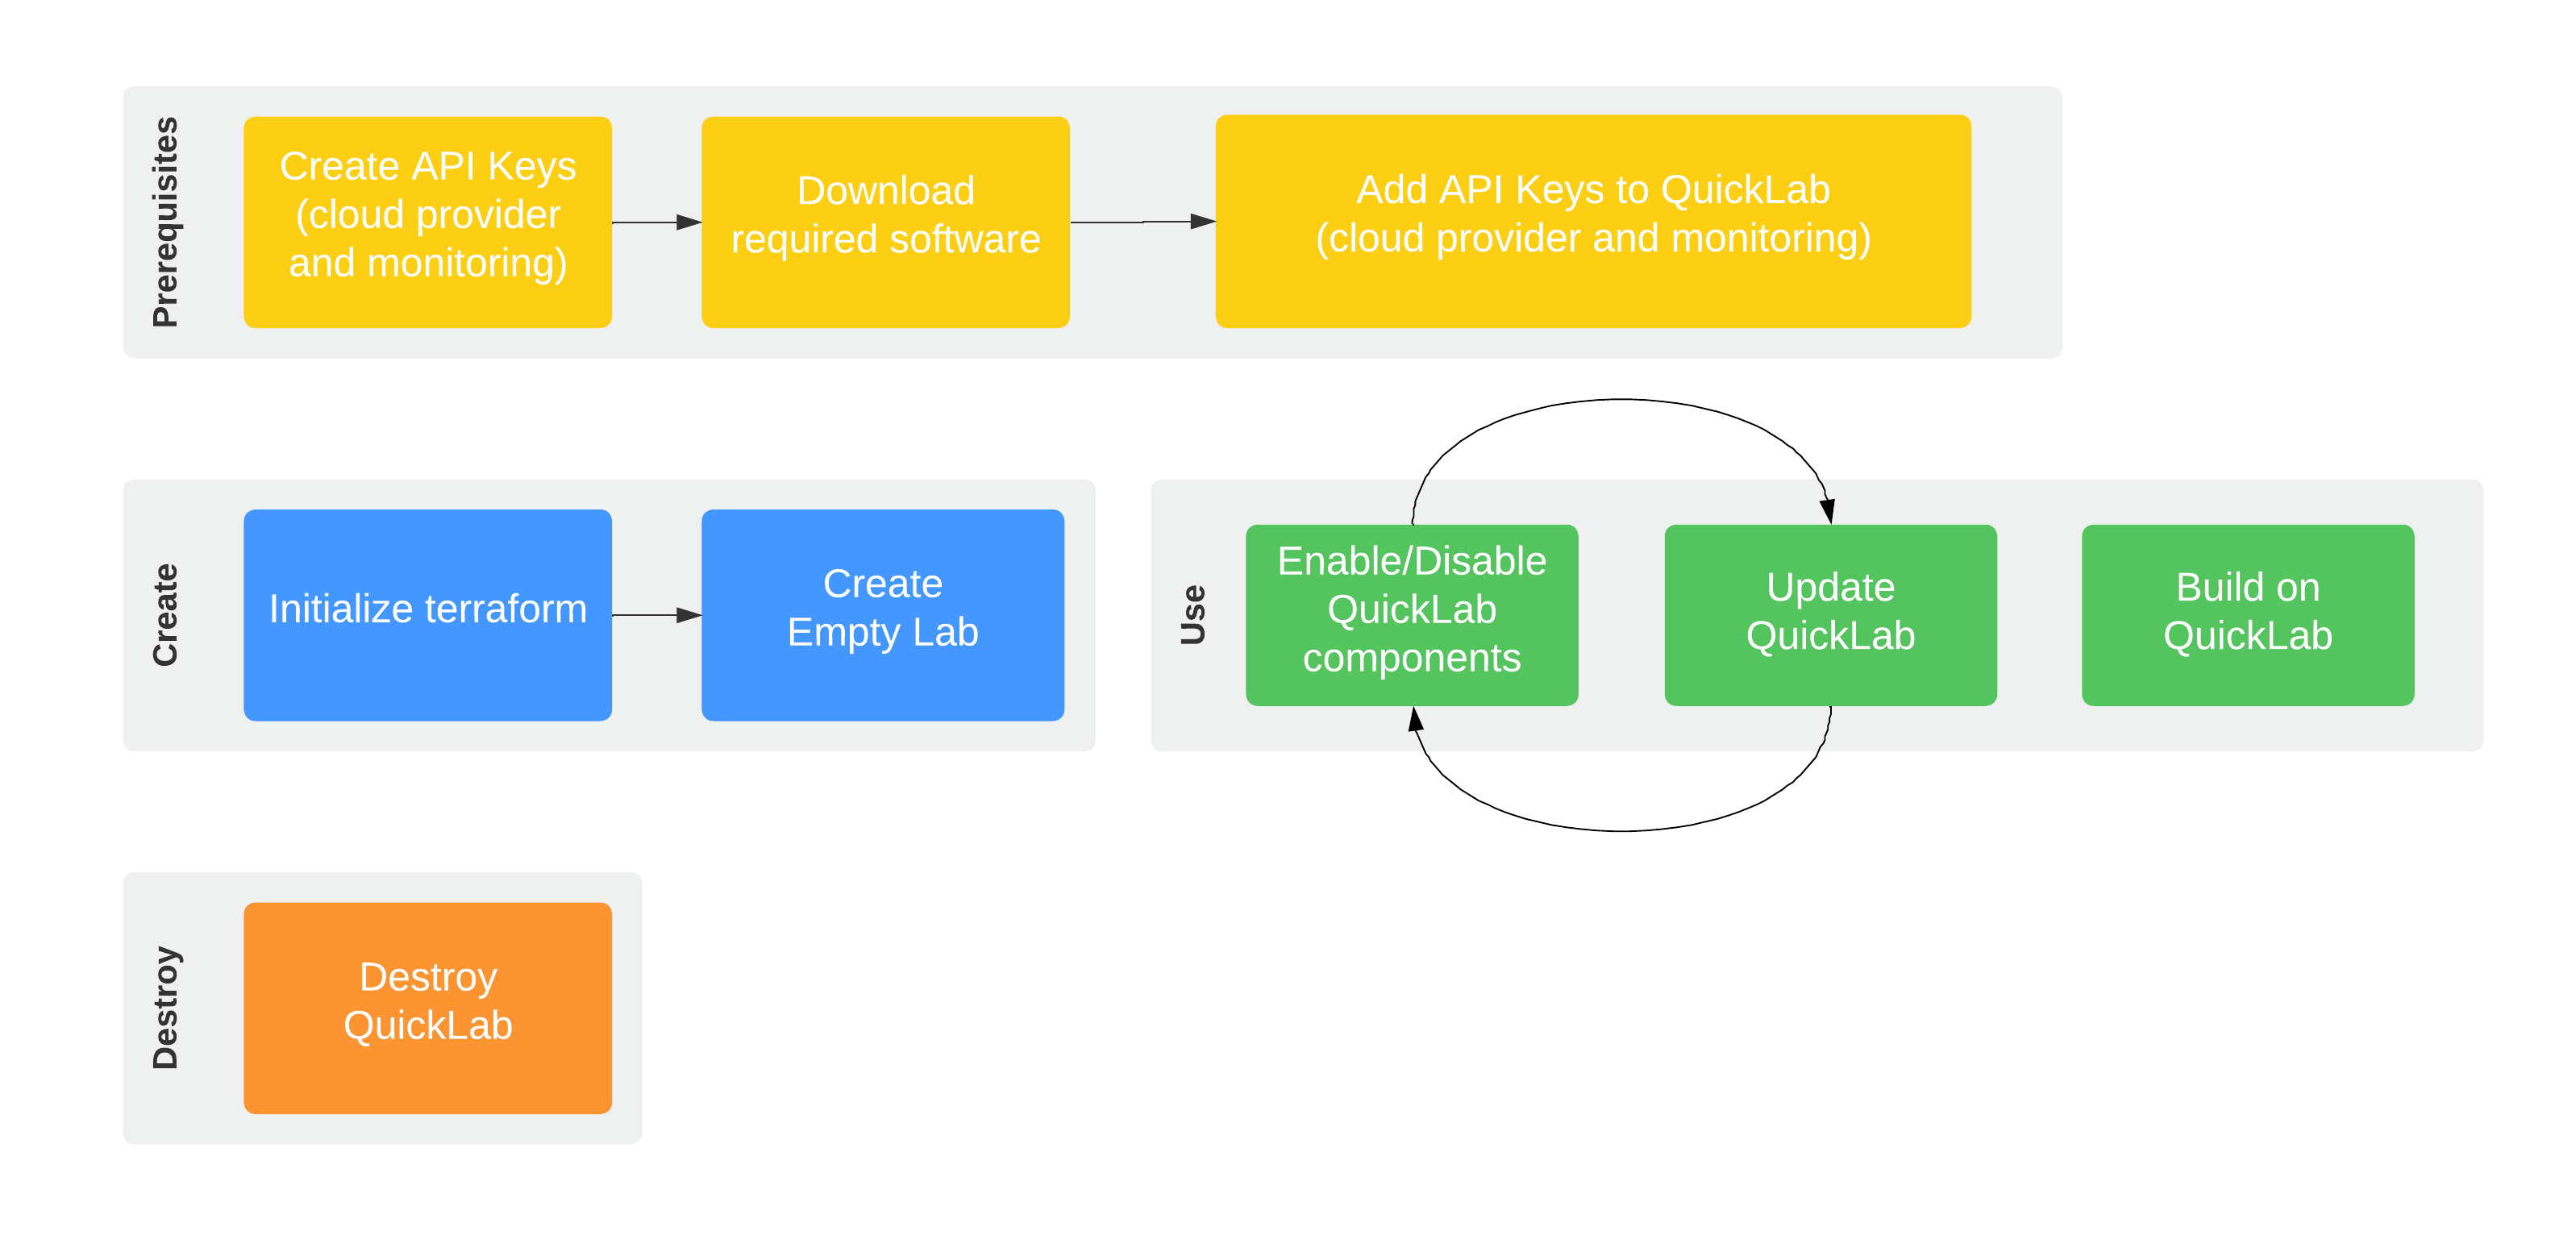 Prerequisites
Create API Keys
(cloud provider
and monitoring)
Download
required software
Add API Keys to QuickLab
(cloud provider and monitoring)
Create
Initialize terraform
Create
Empty Lab
Use
Enable/Disable
QuickLab
components
Update
QuickLab
Build on
QuickLab
Destroy
Destroy
QuickLab